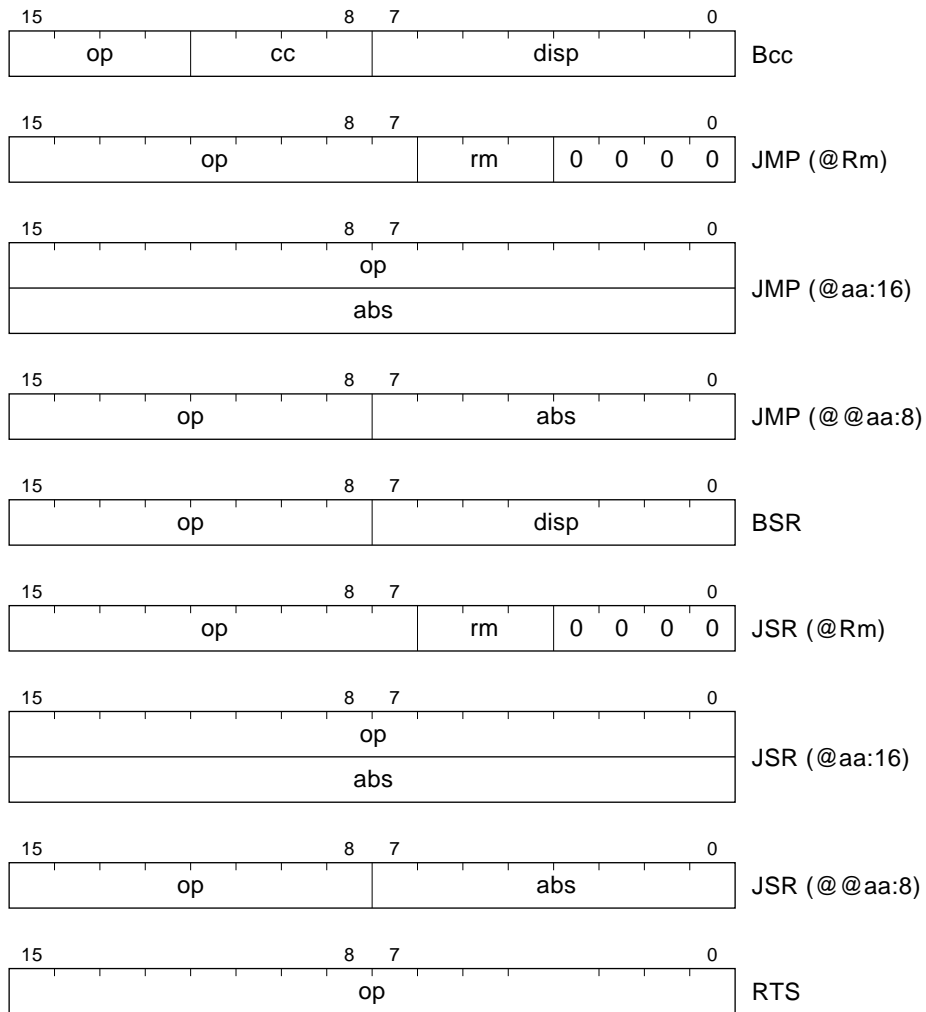 15 8 7 0
op cc disp Bcc
15 8 7 0
op rm 0 0 0 0 JMP (@Rm)
15 8 7 0
op
abs
JMP (@aa:16)
15 8 7 0
op abs JMP (@@aa:8)
15 8 7 0
op disp BSR
15 8 7 0
op rm 0 0 0 0 JSR (@Rm)
15 8 7 0
op
abs
JSR (@aa:16)
15 8 7 0
op abs JSR (@@aa:8)
15 8 7 0
op RTS